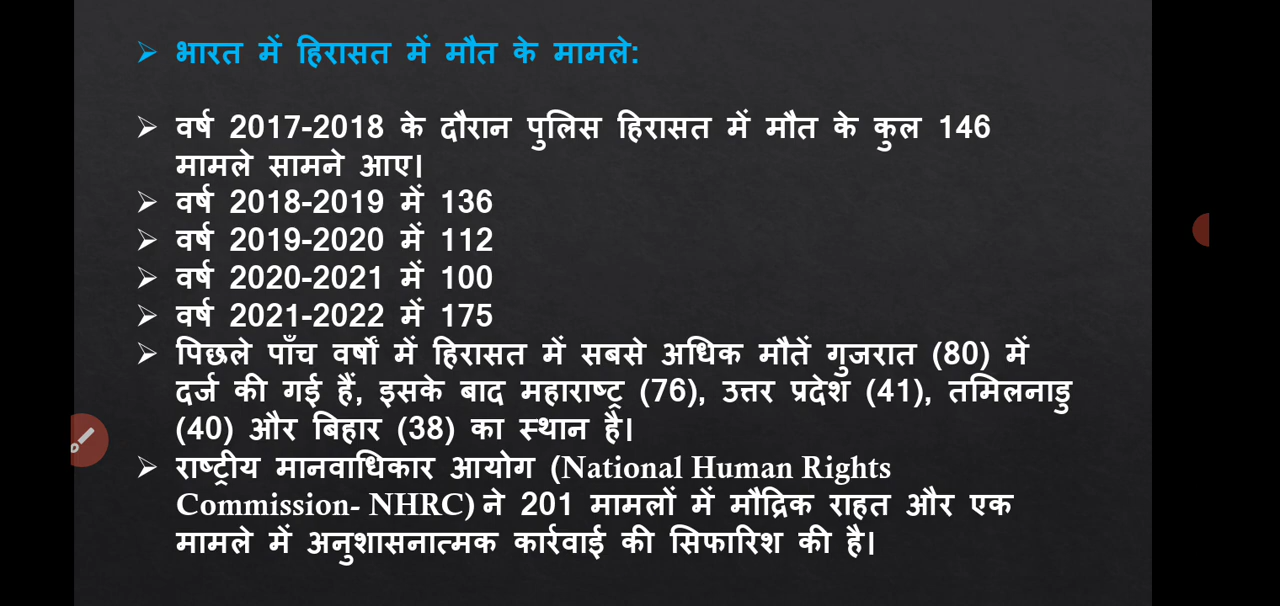 ➢ भारत में हिरासत में मौत के मामले:
➢ वर्ष 2017-2018 के दौरान पुलिस हिरासत में मौत के कुल 146
मामले सामने आए।
➢ वर्ष 2018-2019 में 136
➢ वर्ष 2019-2020 में 112
➢ वर्ष 2020-2021 में 100
➢ वर्ष 2021-2022 में 175
➢ पिछले पाँच वर्षों में हिरासत में सबसे अधिक मौतें गुजरात (80) में
दर्ज की गई हैं, इसके बाद महाराष्ट्र (76), उत्तर प्रदेश (41), तमिलनाडु
(40) और बिहार (38) का स्थान है।
➢ राष्ट्रीय मानवाधिकार आयोग (National Human Rights
Commission- NHRC) ने 201 मामलों में मौद्रिक राहत और एक
मामले में अनुशासनात्मक कार्रवाई की सिफारिश की है।